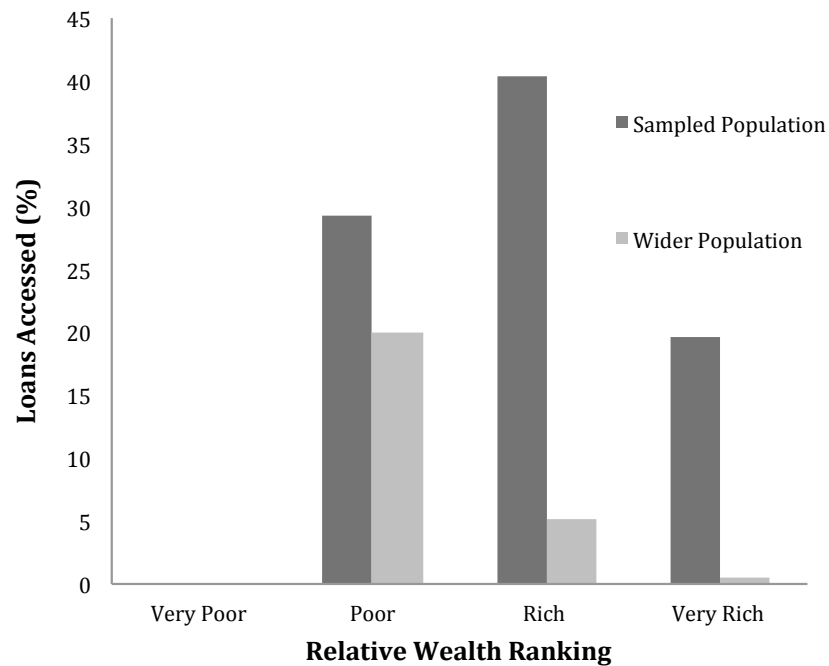 45
40
35
30
25
20
15
10
5
0
Loans Accessed (%)
Sampled Population
Wider Population
Very Poor Poor Rich Very Rich
Relative Wealth Ranking